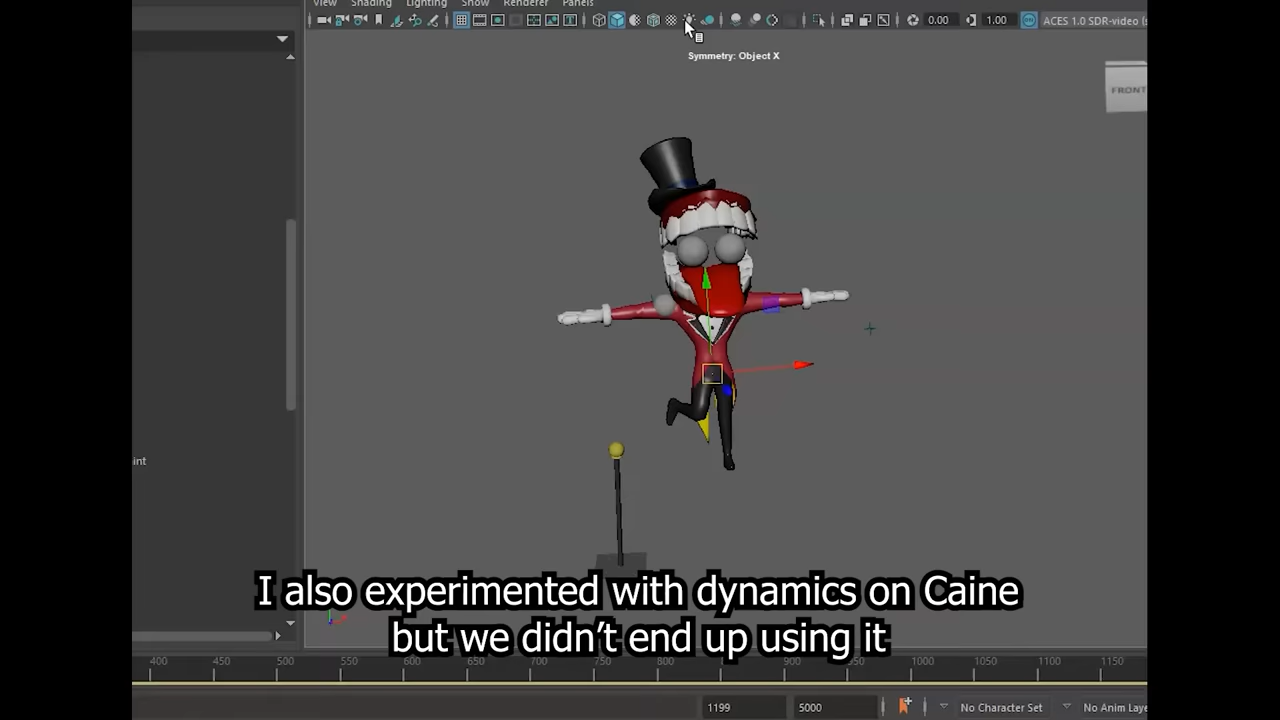 View Shading Lighting Show Renderer Panels
0.00 1.00 ACES 1.0 SDR-video (s
Symmetry: Object X
FRONT
int
I also experimented with dynamics on Caine
but we didn't end up using it
400 450 500 550 600 650 700 750 800 850 900 950 1000 1050 1100 1150
1199 5000 No Character Set No Anim Laye